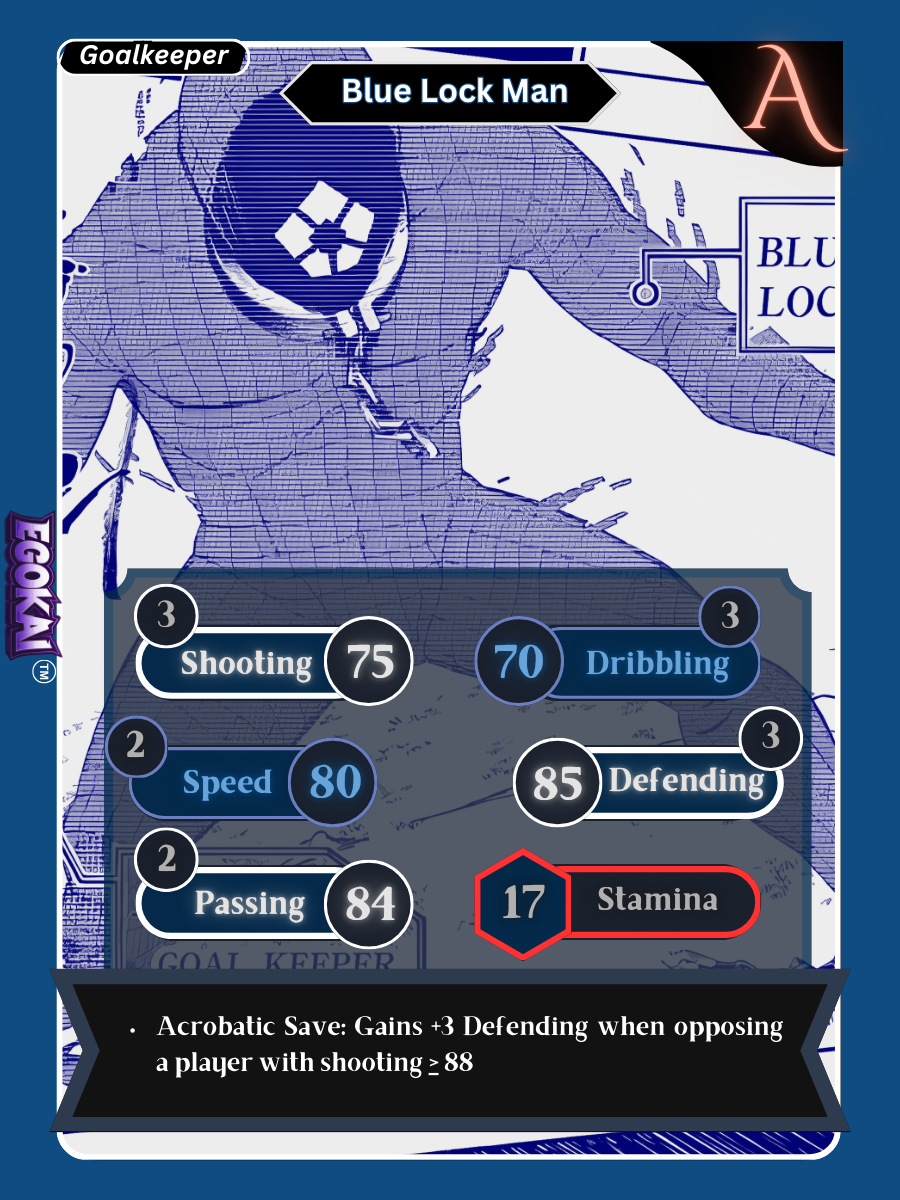 Goalkeeper
Blue Lock Man
A
BLU
LOC
EGOKAI
TM
3
Shooting 75
3
70 Dribbling
2
Speed 80
3
85 Defending
2
Passing 84
17 Stamina
GOAL KEEPER
• Acrobatic Save: Gains +3 Defending when opposing
a player with shooting ≥ 88